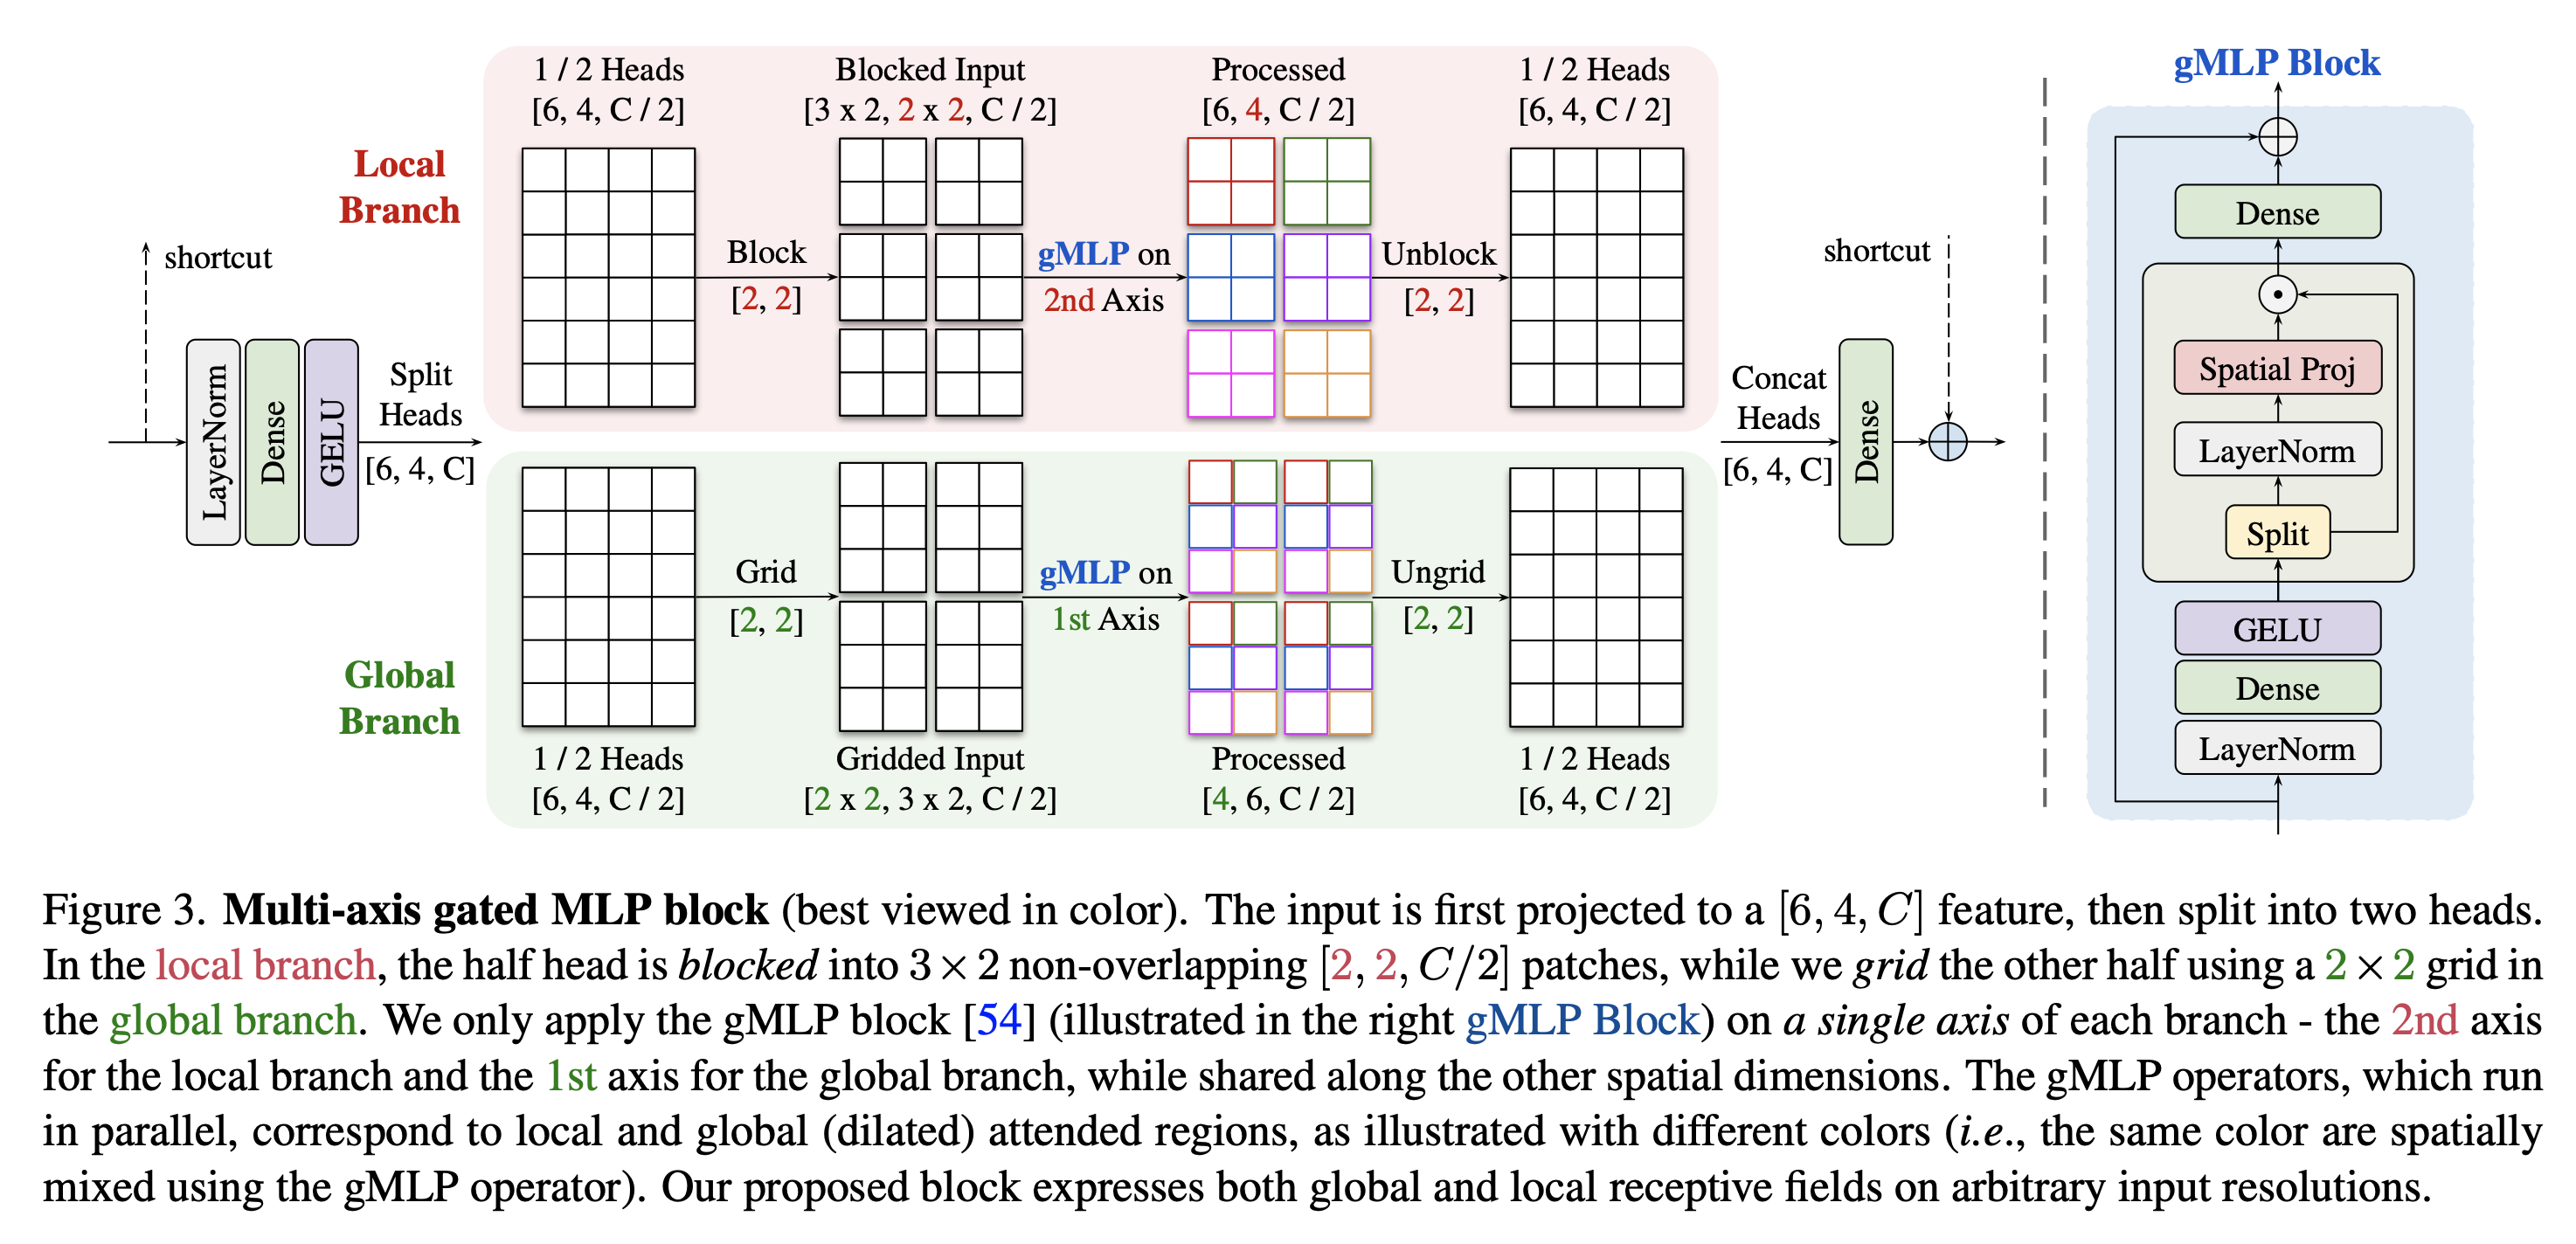 1 / 2 Heads
[6, 4, C / 2]
Blocked Input
[3 x 2, 2 x 2, C / 2]
Processed
[6, 4, C / 2]
1 / 2 Heads
[6, 4, C / 2]
Local
Branch
Block
[2, 2]
gMLP on
2nd Axis
Unblock
[2, 2]
shortcut
LayerNorm
Dense
GELU
Split
Heads
[6, 4, C]
Grid
[2, 2]
gMLP on
1st Axis
Ungrid
[2, 2]
Global
Branch
1 / 2 Heads
[6, 4, C / 2]
Gridded Input
[2 x 2, 3 x 2, C / 2]
Processed
[4, 6, C / 2]
1 / 2 Heads
[6, 4, C / 2]
Concat
Heads
[6, 4, C]
Dense
shortcut
gMLP Block
Dense
Spatial Proj
LayerNorm
Split
GELU
Dense
LayerNorm
Figure 3. Multi-axis gated MLP block (best viewed in color). The input is first projected to a [6, 4, C] feature, then split into two heads.
In the local branch, the half head is blocked into 3 × 2 non-overlapping [2, 2, C/2] patches, while we grid the other half using a 2 × 2 grid in
the global branch. We only apply the gMLP block [54] (illustrated in the right gMLP Block) on a single axis of each branch - the 2nd axis
for the local branch and the 1st axis for the global branch, while shared along the other spatial dimensions. The gMLP operators, which run
in parallel, correspond to local and global (dilated) attended regions, as illustrated with different colors (i.e., the same color are spatially
mixed using the gMLP operator). Our proposed block expresses both global and local receptive fields on arbitrary input resolutions.